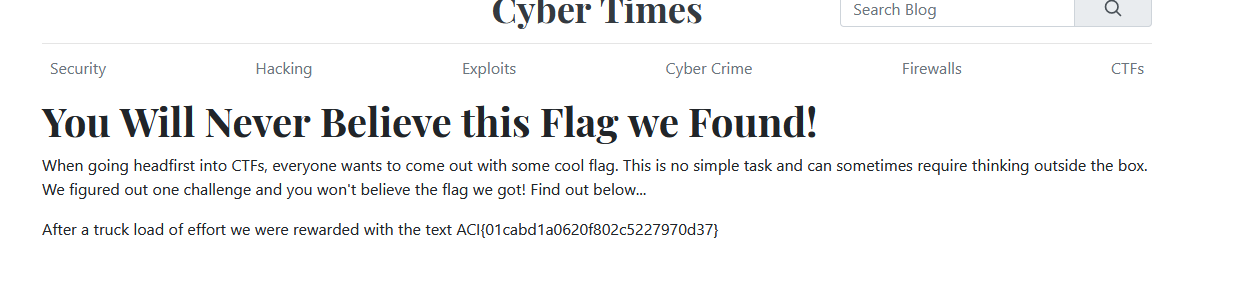 Cyber Times
Search Blog
Security Hacking Exploits Cyber Crime Firewalls CTFs
You Will Never Believe this Flag we Found!
When going headfirst into CTFs, everyone wants to come out with some cool flag. This is no simple task and can sometimes require thinking outside the box.
We figured out one challenge and you won't believe the flag we got! Find out below...
After a truck load of effort we were rewarded with the text ACI{01cabd1a0620f802c5227970d37}